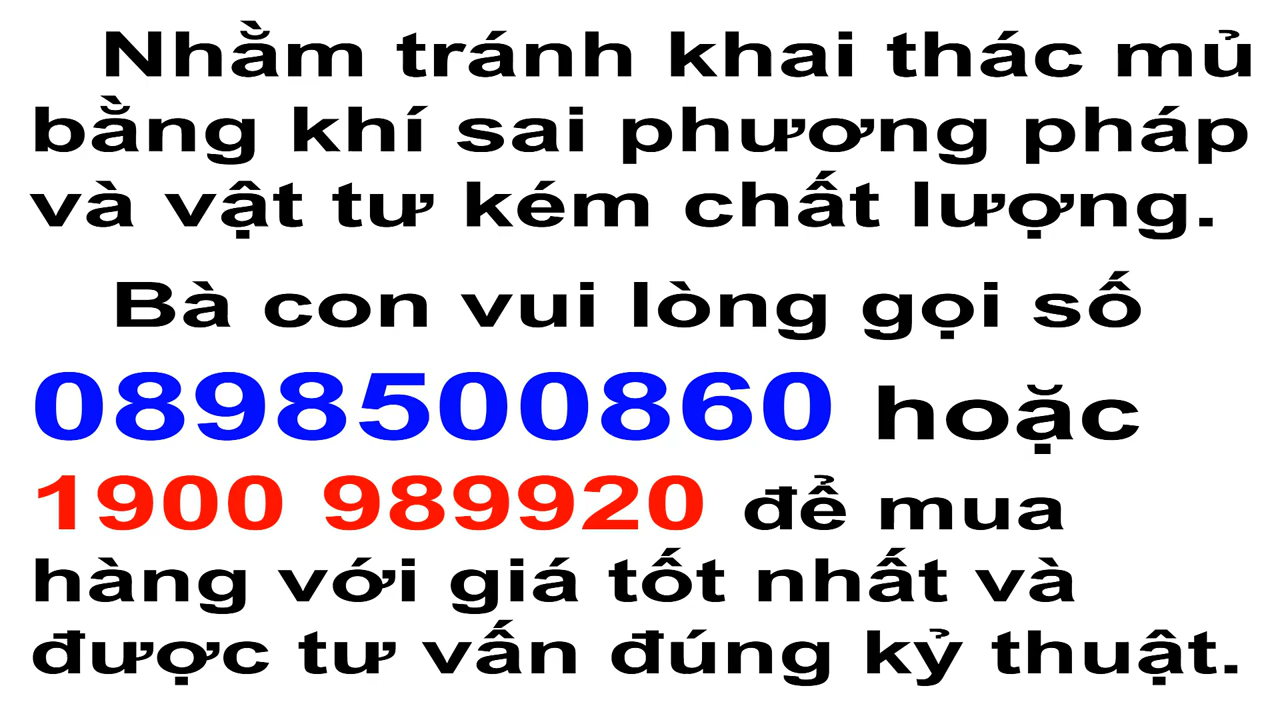 Nhằm tránh khai thác mủ
bằng khí sai phương pháp
và vật tư kém chất lượng.
Bà con vui lòng gọi số
0898500860 hoặc
1900 989920 để mua
hàng với giá tốt nhất và
được tư vấn đúng kỷ thuật.